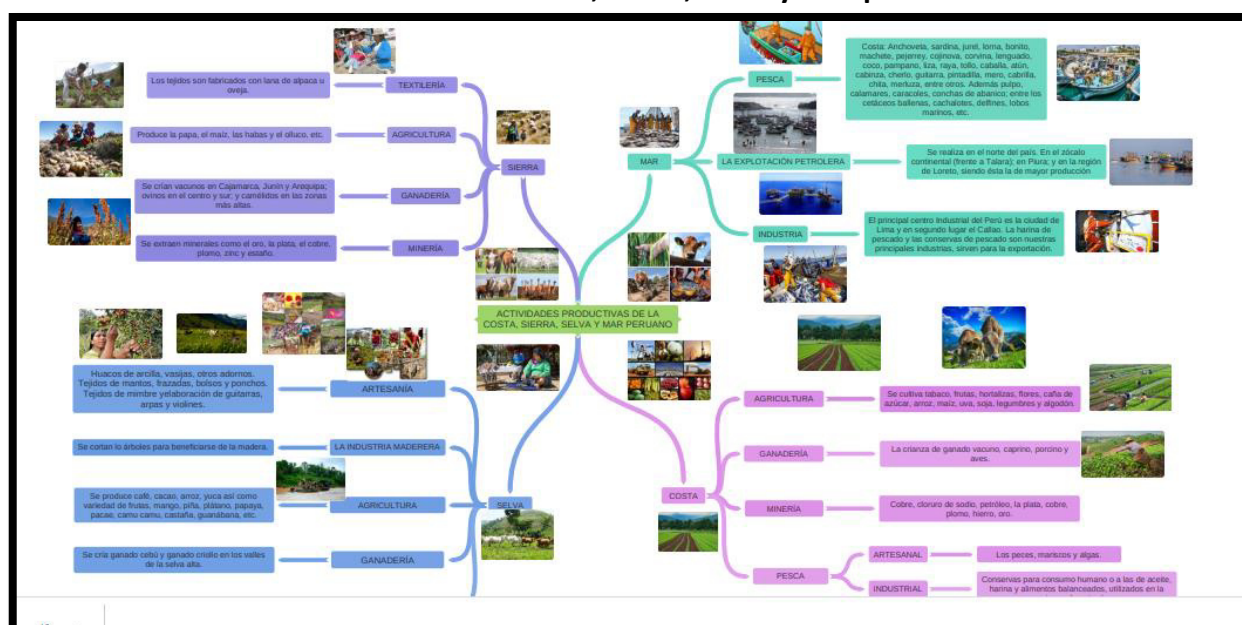 TEXTILERÍA
Los tejidos son fabricados con lana de alpaca u
oveja.
AGRICULTURA
Produce la papa, el maíz, las habas y el olluco, etc.
SIERRA
GANADERÍA
Se crían vacunos en Cajamarca, Junín y Arequipa;
ovinos en el centro y sur; y camélidos en las zonas
más altas.
MINERÍA
Se extraen minerales como el oro, la plata, el cobre,
plomo, zinc y estaño.
PESCA
Costa: Anchoveta, sardina, jurel, lorna, bonito,
machete, pejerrey, cojinova, corvina, lenguado,
coco, pampano, liza, raya, tollo, caballa, atún,
cabinza, cherlo, guitarra, pintadilla, mero, cabrilla,
chita, merluza, entre otros. Además pulpo,
calamares, caracoles, conchas de abanico; entre los
cetáceos ballenas, cachalotes, delfines, lobos
marinos, etc.
MAR
LA EXPLOTACIÓN PETROLERA
Se realiza en el norte del país. En el zócalo
continental (frente a Talara); en Piura; y en la región
de Loreto, siendo ésta la de mayor producción
INDUSTRIA
El principal centro Industrial del Perú es la ciudad de
Lima y en segundo lugar el Callao. La harina de
pescado y las conservas de pescado son nuestras
principales industrias, sirven para la exportación.
ACTIVIDADES PRODUCTIVAS DE LA
COSTA, SIERRA, SELVA Y MAR PERUANO
ARTESANÍA
Huacos de arcilla, vasijas, otros adornos.
Tejidos de mantos, frazadas, bolsos y ponchos.
Tejidos de mimbre yelaboración de guitarras,
arpas y violines.
LA INDUSTRIA MADERERA
Se cortan lo árboles para beneficiarse de la madera.
AGRICULTURA
Se produce café, cacao, arroz, yuca así como
variedad de frutas, mango, piña, plátano, papaya,
pacae, camu camu, castaña, guanábana, etc.
SELVA
GANADERÍA
Se cria ganado cebú y ganado criollo en los valles
de la selva alta.
AGRICULTURA
Se cultiva tabaco, frutas, hortalizas, flores, caña de
azúcar, arroz, maíz, uva, soja, legumbres y algodón.
GANADERÍA
La crianza de ganado vacuno, caprino, porcino y
aves.
COSTA
MINERÍA
Cobre, cloruro de sodio, petróleo, la plata, cobre,
plomo, hierro, oro.
PESCA
ARTESANAL
Los peces, mariscos y algas.
INDUSTRIAL
Conservas para consumo humano o a las de aceite,
harina y alimentos balanceados, utilizados en la